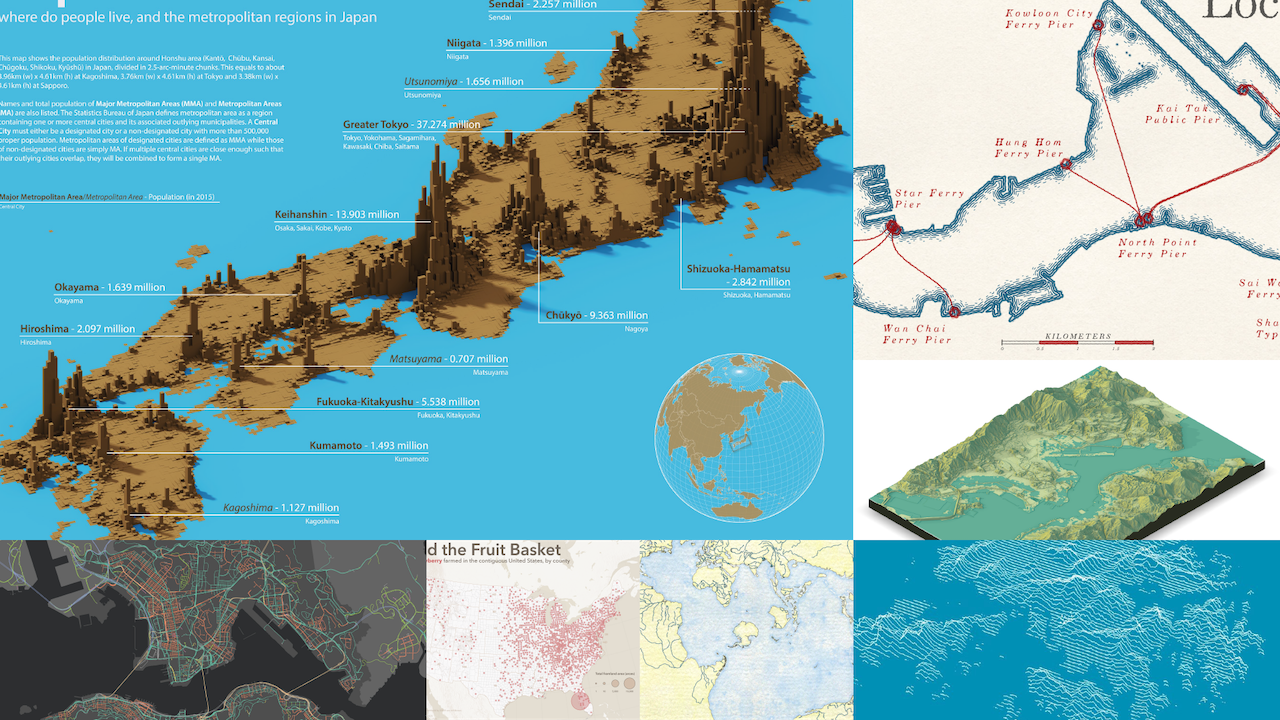 where do people live, and the metropolitan regions in Japan
This map shows the population distribution around Honshu area (Kantō, Chūbu, Kansai,
Chūgoku, Shikoku, Kyūshū) in Japan, divided in 2.5-arc-minute chunks. This equals to about
3.96km (w) x 4.61km (h) at Kagoshima, 3.76km (w) x 4.61km (h) at Tokyo and 3.38km (w) x
4.61km (h) at Sapporo.
Names and total population of Major Metropolitan Areas (MMA) and Metropolitan Areas
(MA) are also listed. The Statistics Bureau of Japan defines metropolitan area as a region
containing one or more central cities and its associated outlying municipalities. A Central
City must either be a designated city or a non-designated city with more than 500,000
proper population. Metropolitan areas of designated cities are defined as MMA while those
of non-designated cities are simply MA. If multiple central cities are close enough such that
their outlying cities overlap, they will be combined to form a single MA.
Major Metropolitan Area/Metropolitan Area - Population (in 2015)
Central City
Sendai - 2.257 million
Sendai
Niigata - 1.396 million
Niigata
Utsunomiya - 1.656 million
Utsunomiya
Greater Tokyo - 37.274 million
Tokyo, Yokohama, Sagamihara,
Kawasaki, Chiba, Saitama
Keihanshin - 13.903 million
Osaka, Sakai, Kobe, Kyoto
Okayama - 1.639 million
Okayama
Hiroshima - 2.097 million
Hiroshima
Shizuoka-Hamamatsu
- 2.842 million
Shizuoka, Hamamatsu
Chūkyō - 9.363 million
Nagoya
Matsuyama - 0.707 million
Matsuyama
Fukuoka-Kitakyushu - 5.538 million
Fukuoka, Kitakyushu
Kumamoto - 1.493 million
Kumamoto
Kagoshima - 1.127 million
Kagoshima
Loc
Kowloon City
Ferry Pier
Kai Tak
Public Pier
Hung Hom
Ferry Pier
Star Ferry
Pier
North Point
Ferry Pier
Sai W
Ferry
Wan Chai
Ferry Pier
Sha
Typ
KILOMETERS
d the Fruit Basket
berry farmed in the contiguous United States, by county